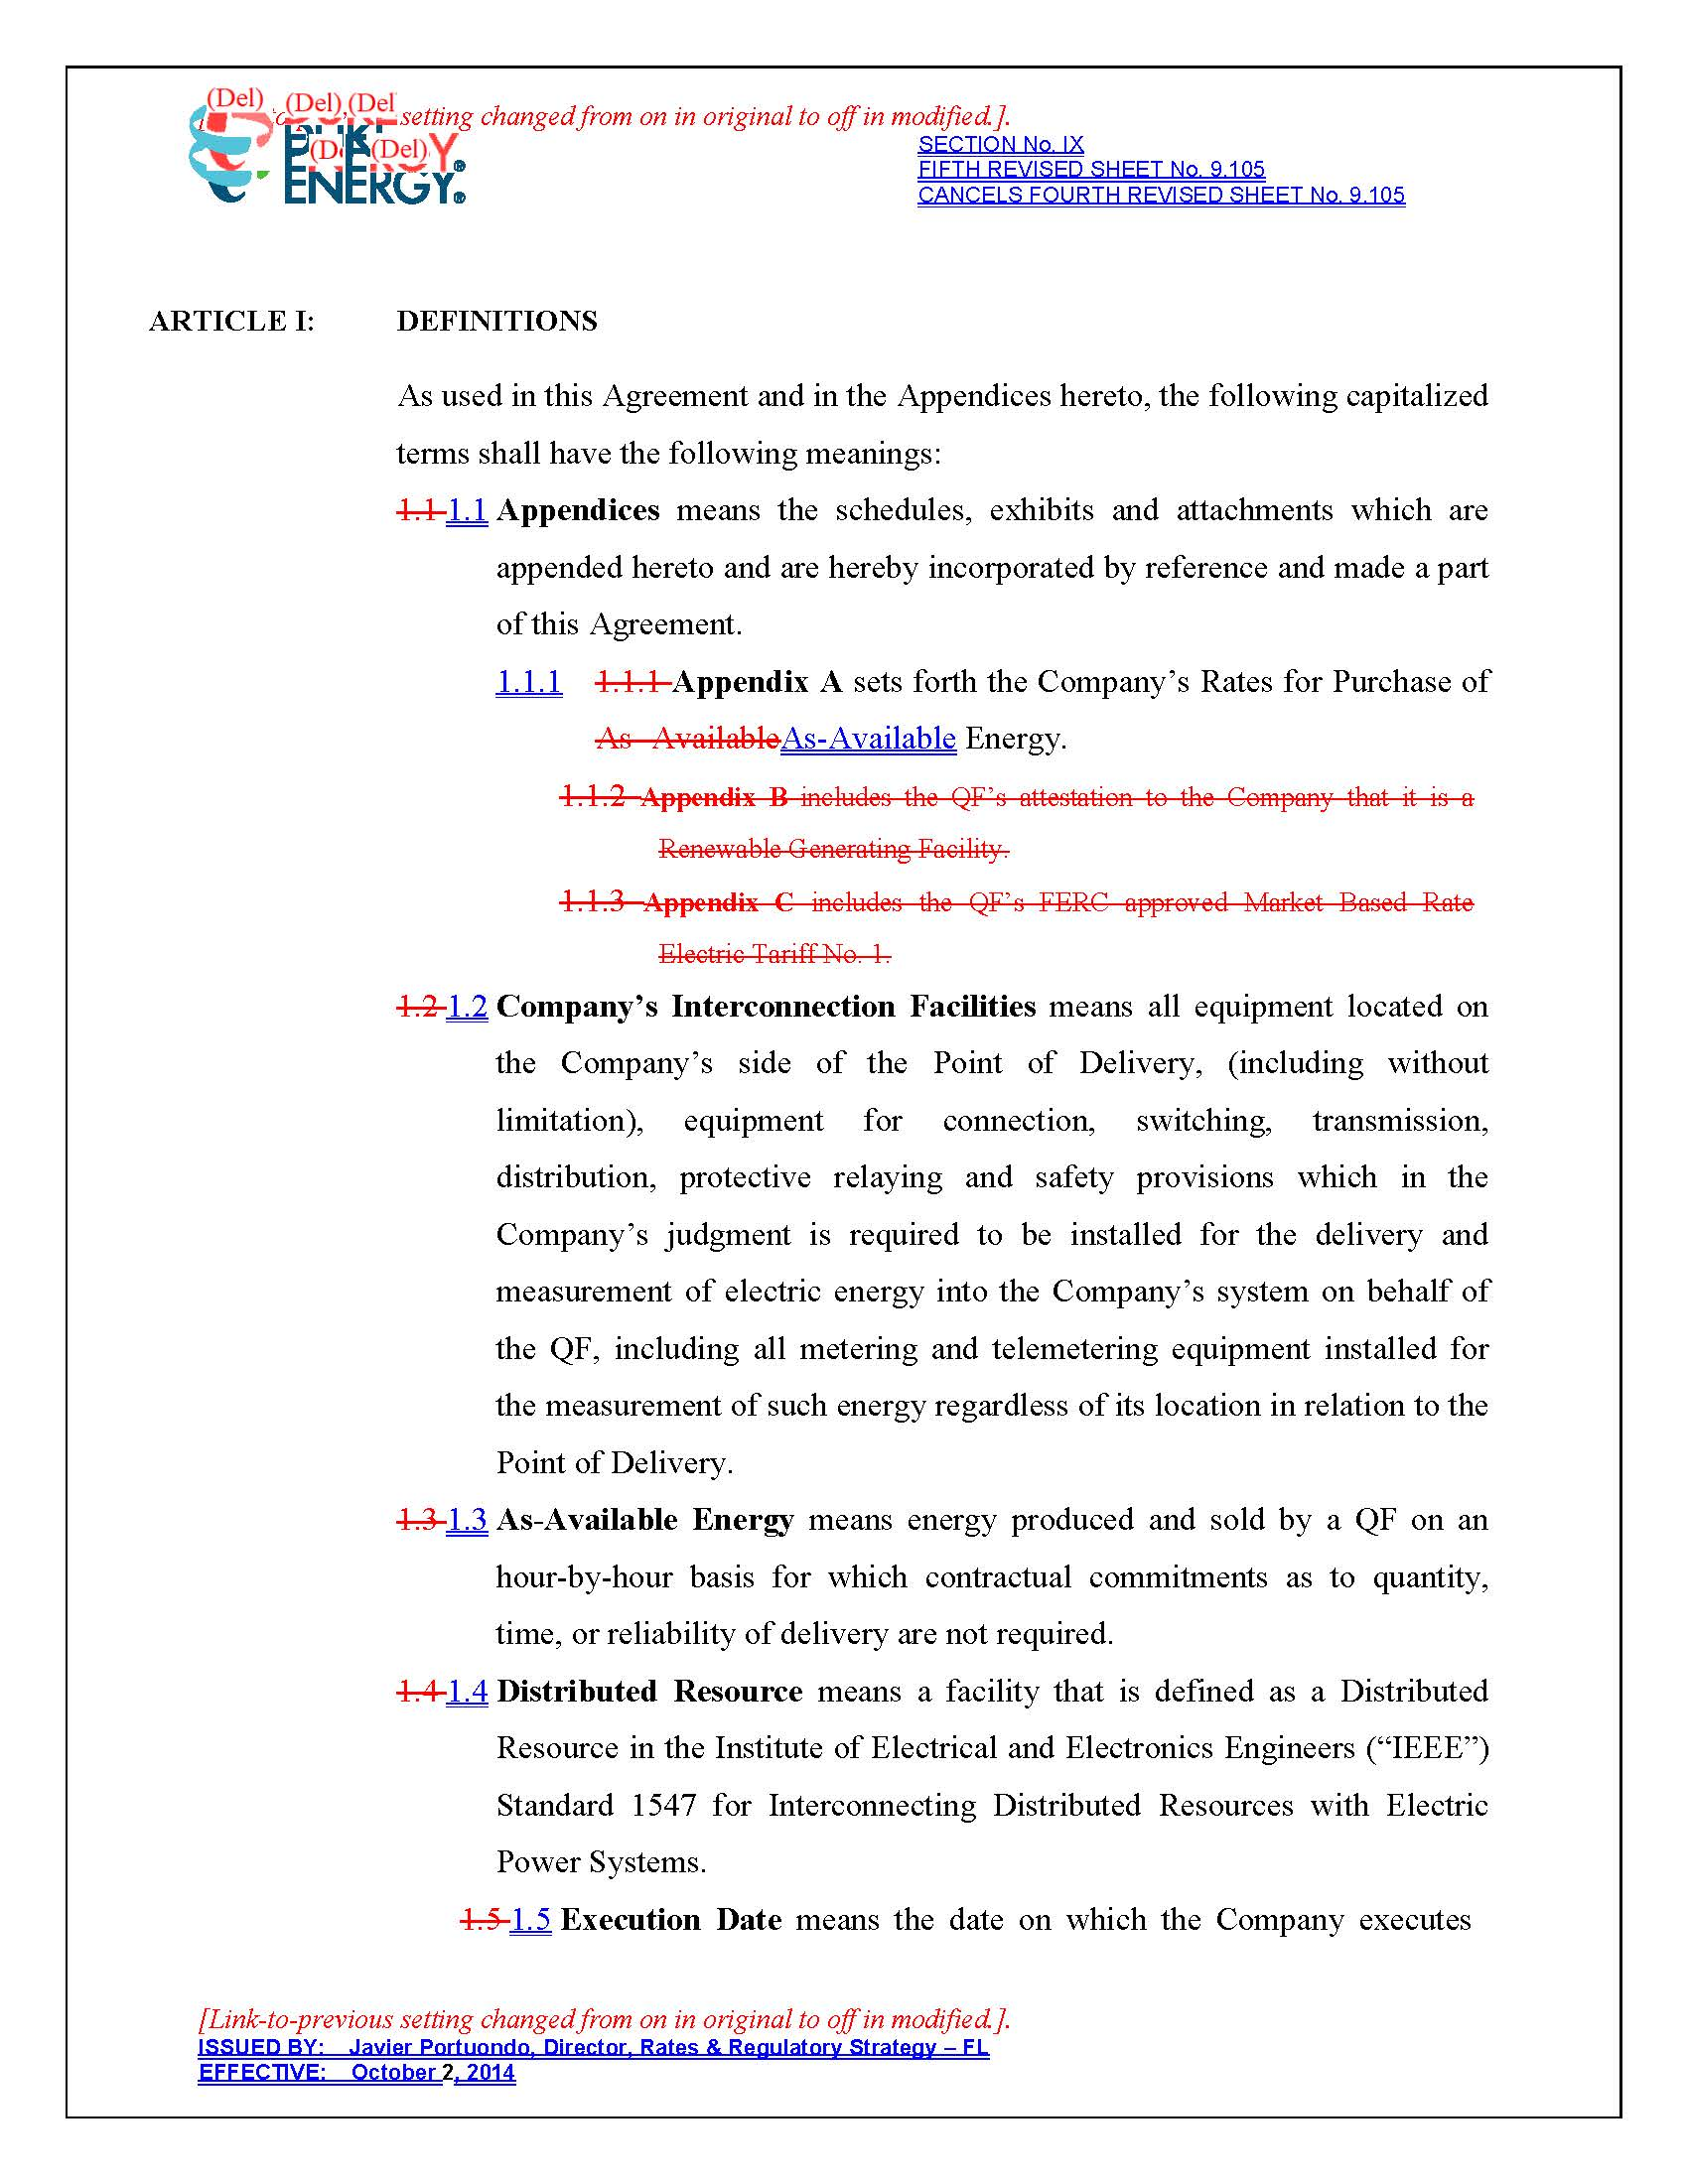 (Del) (Del) (Del
setting changed from on in original to off in modified.].
(Del)
ENERGY®
SECTION No. IX
FIFTH REVISED SHEET No. 9.105
CANCELS FOURTH REVISED SHEET No. 9.105
ARTICLE I: DEFINITIONS
As used in this Agreement and in the Appendices hereto, the following capitalized
terms shall have the following meanings:
1.1 1.1 Appendices means the schedules, exhibits and attachments which are
appended hereto and are hereby incorporated by reference and made a part
of this Agreement.
1.1.1 1.1.1 Appendix A sets forth the Company’s Rates for Purchase of
As AvailableAs-Available Energy.
1.1.2 Appendix B includes the QF’s attestation to the Company that it is a
Renewable Generating Facility.
1.1.3 Appendix C includes the QF’s FERC approved Market Based Rate
Electric Tariff No. 1.
1.2 1.2 Company’s Interconnection Facilities means all equipment located on
the Company’s side of the Point of Delivery, (including without
limitation), equipment for connection, switching, transmission,
distribution, protective relaying and safety provisions which in the
Company’s judgment is required to be installed for the delivery and
measurement of electric energy into the Company’s system on behalf of
the QF, including all metering and telemetering equipment installed for
the measurement of such energy regardless of its location in relation to the
Point of Delivery.
1.3 1.3 As-Available Energy means energy produced and sold by a QF on an
hour-by-hour basis for which contractual commitments as to quantity,
time, or reliability of delivery are not required.
1.4 1.4 Distributed Resource means a facility that is defined as a Distributed
Resource in the Institute of Electrical and Electronics Engineers (“IEEE”)
Standard 1547 for Interconnecting Distributed Resources with Electric
Power Systems.
1.5 1.5 Execution Date means the date on which the Company executes
[Link-to-previous setting changed from on in original to off in modified.].
ISSUED BY: Javier Portuondo, Director, Rates & Regulatory Strategy – FL
EFFECTIVE: October 2, 2014